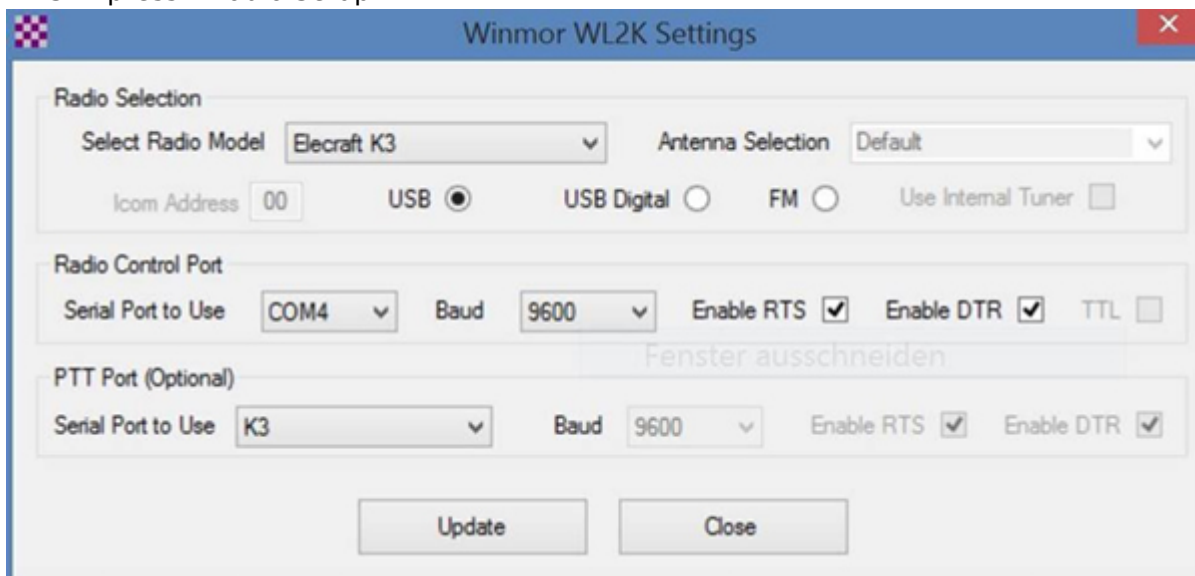 Winmor WL2K Settings
Radio Selection
Select Radio Model Elecraft K3 Antenna Selection Default
Icom Address 00 USB USB Digital FM Use Internal Tuner
Radio Control Port
Serial Port to Use COM4 Baud 9600 Enable RTS Enable DTR TTL
Fenster ausschneiden
PTT Port (Optional)
Serial Port to Use K3 Baud 9600 Enable RTS Enable DTR
Update Close